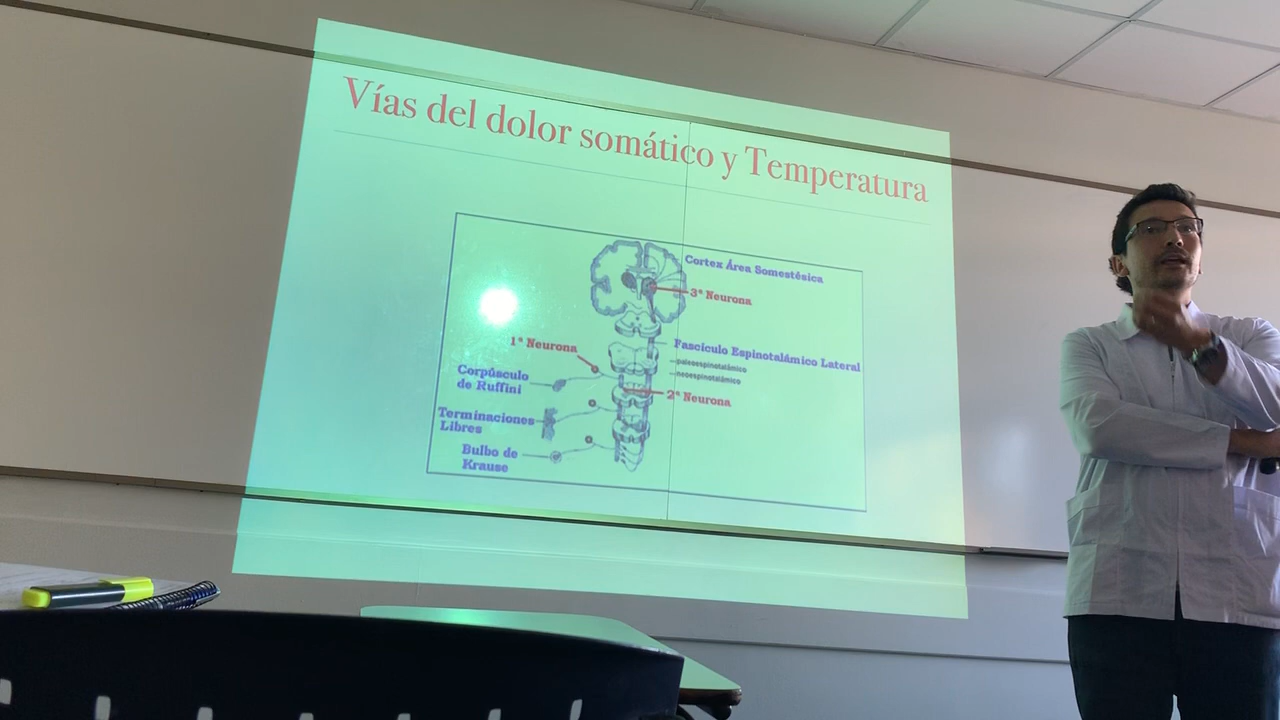 Vías del dolor somático y Temperatura
Cortex Área Somestésica
3ª Neurona
1ª Neurona
Fascículo Espinotalámico Lateral
paleoespinotalámico
neoespinotalámico
Corpúsculo
de Ruffini
2ª Neurona
Terminaciones
Libres
Bulbo de
Krause